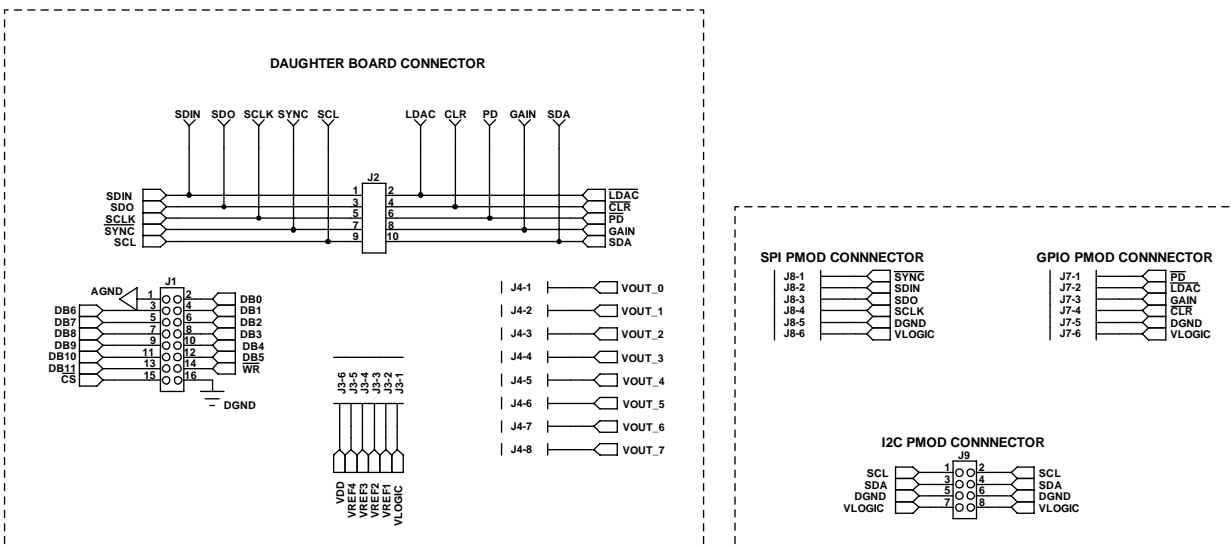 DAUGHTER BOARD CONNECTOR
SDIN SDO SCLK SYNC SCL LDAC CLR PD GAIN SDA
J2
SDIN 1 2 LDAC
SDO 3 4 CLR
SCLK 5 6 PD
SYNC 7 8 GAIN
SCL 9 10 SDA
J1
AGND 1 2 DB0
DB6 3 4 DB1
DB7 5 6 DB2
DB8 7 8 DB3
DB9 9 10 DB4
DB10 11 12 DB5
DB11 13 14 WR
CS 15 16
DGND
J3-6 J3-5 J3-4 J3-3 J3-2 J3-1
VDD VREF4 VREF3 VREF2 VREF1 VLOGIC
J4-1 VOUT_0
J4-2 VOUT_1
J4-3 VOUT_2
J4-4 VOUT_3
J4-5 VOUT_4
J4-6 VOUT_5
J4-7 VOUT_6
J4-8 VOUT_7
SPI PMOD CONNNECTOR
J8-1 SYNC
J8-2 SDIN
J8-3 SDO
J8-4 SCLK
J8-5 DGND
J8-6 VLOGIC
GPIO PMOD CONNNECTOR
J7-1 PD
J7-2 LDAC
J7-3 GAIN
J7-4 CLR
J7-5 DGND
J7-6 VLOGIC
I2C PMOD CONNNECTOR
J9
SCL 1 2 SCL
SDA 3 4 SDA
DGND 5 6 DGND
VLOGIC 7 8 VLOGIC